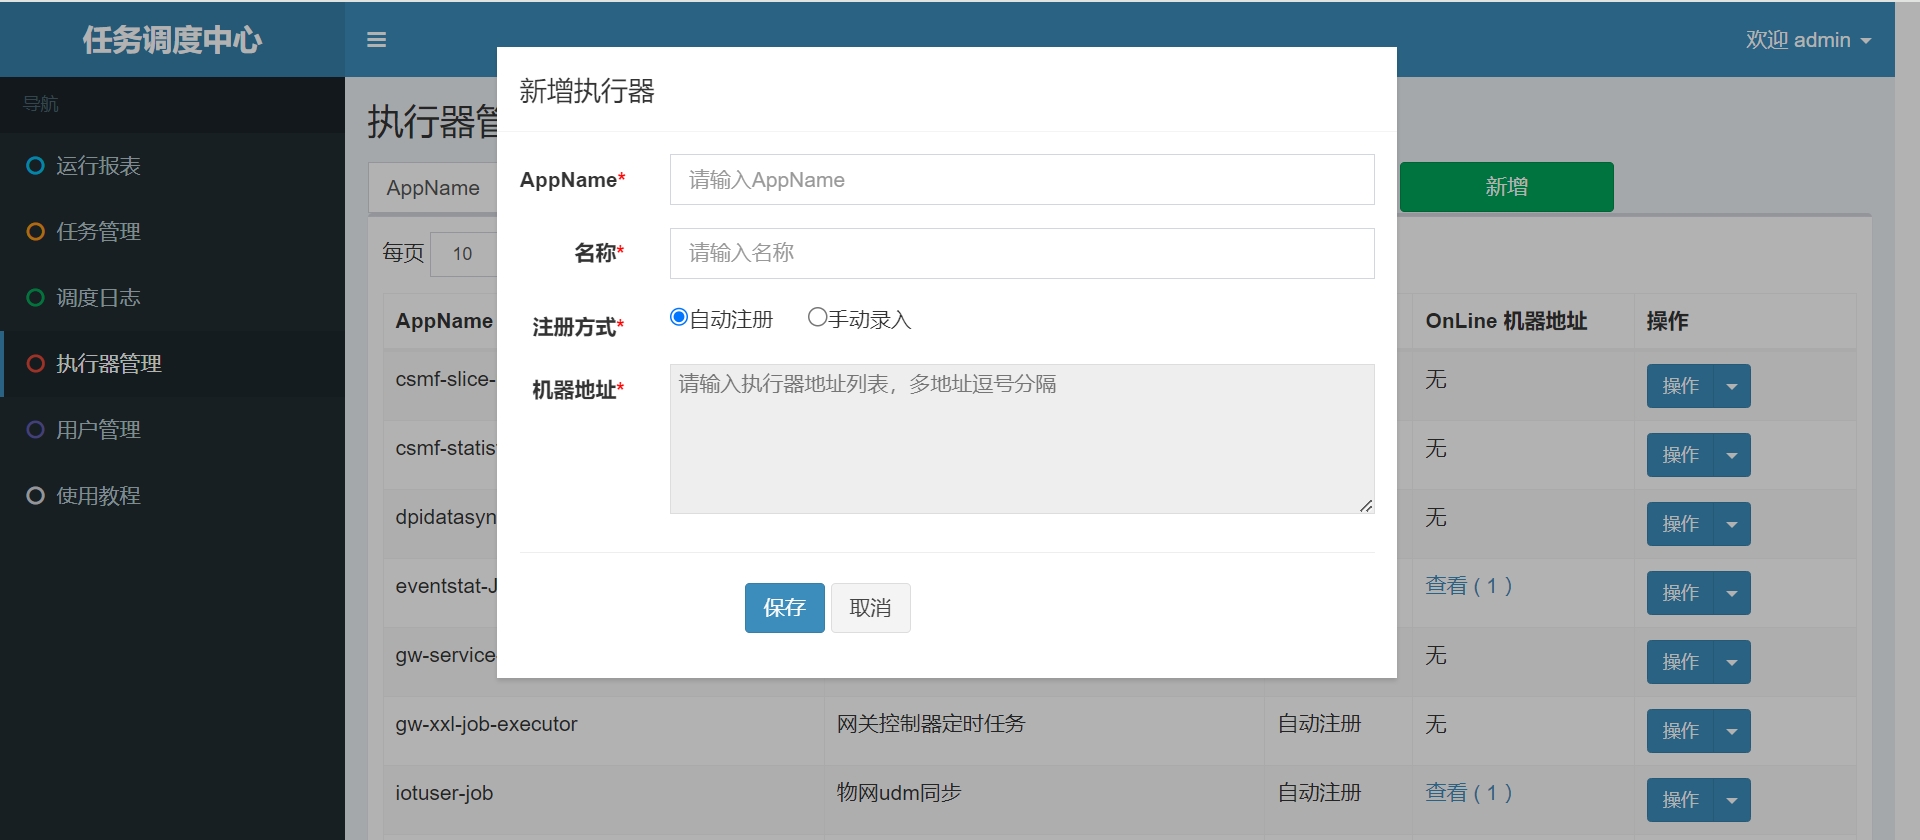 任务调度中心
欢迎 admin
导航
运行报表
任务管理
调度日志
执行器管理
用户管理
使用教程
执行器管
AppName
新增
每页 10
AppName OnLine 机器地址 操作
csmf-slice- 无 操作
csmf-statis 无 操作
dpidatasyn 无 操作
eventstat-J 查看 ( 1 ) 操作
gw-service- 无 操作
gw-xxl-job-executor 网关控制器定时任务 自动注册 无 操作
iotuser-job 物网udm同步 自动注册 查看 ( 1 ) 操作
新增执行器
AppName* 请输入AppName
名称* 请输入名称
注册方式* 自动注册 手动录入
机器地址* 请输入执行器地址列表，多地址逗号分隔
保存 取消